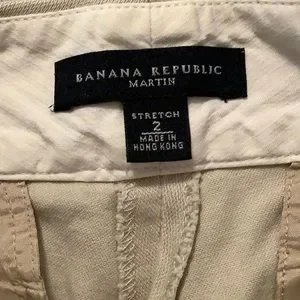 BANANA REPUBLIC
MARTIN
STRETCH
2
MADE IN
HONG KONG